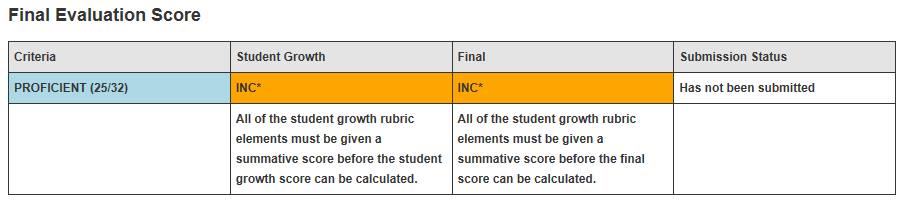 Final Evaluation Score
Criteria
Student Growth
Final
Submission Status
PROFICIENT (25/32)
INC*
INC*
Has not been submitted
All of the student growth rubric
elements must be given a
summative score before the student
growth score can be calculated.
All of the student growth rubric
elements must be given a
summative score before the final
score can be calculated.